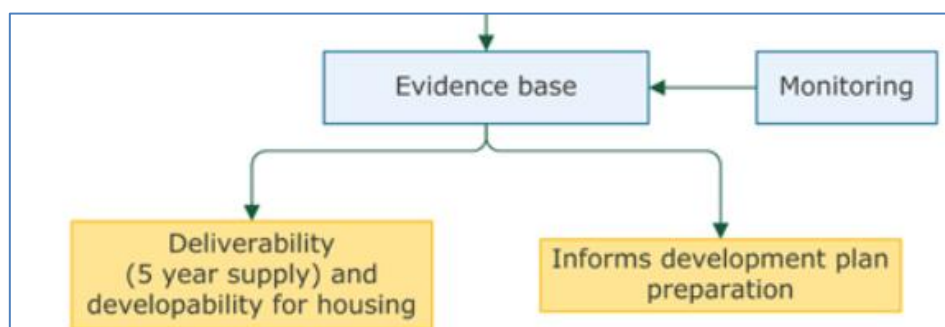 Evidence base
Monitoring
Deliverability
(5 year supply) and
developability for housing
Informs development plan
preparation